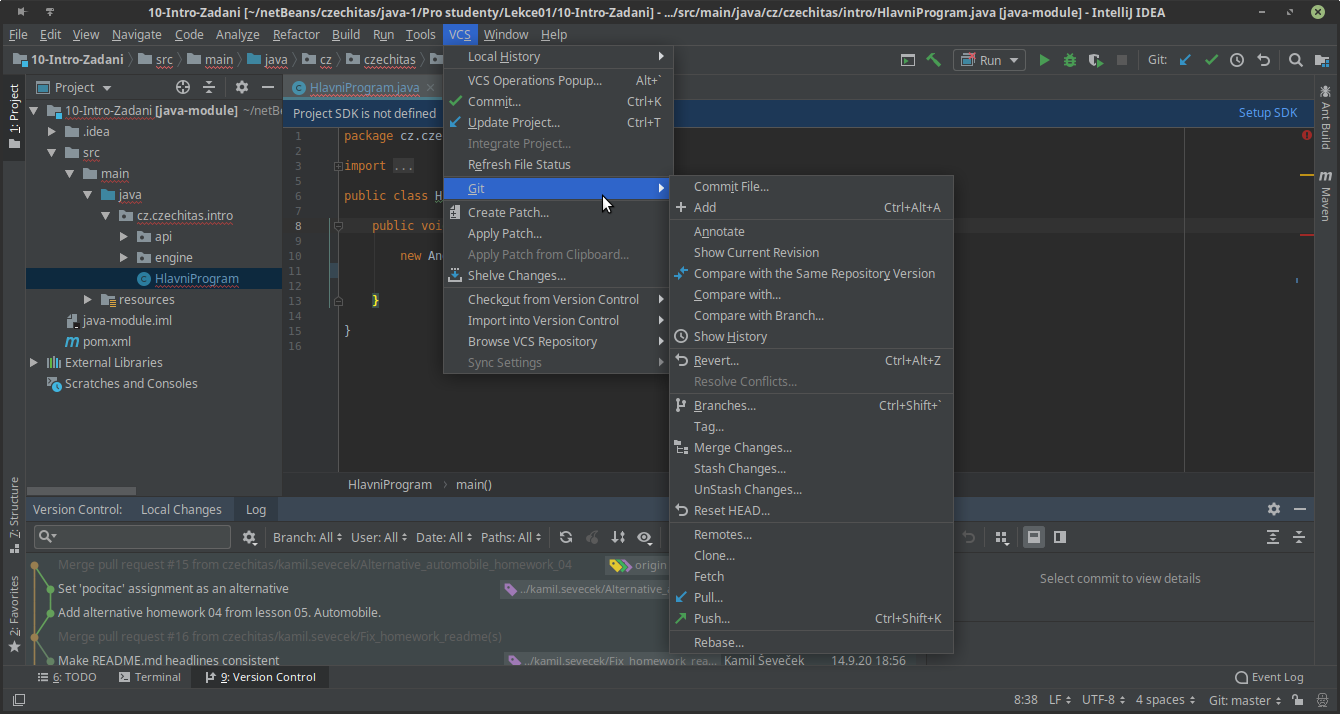 10-Intro-Zadani [~/netBeans/czechitas/java-1/Pro studenty/Lekce01/10-Intro-Zadani] - .../src/main/java/cz/czechitas/intro/HlavniProgram.java [java-module] - IntelliJ IDEA
File Edit View Navigate Code Analyze Refactor Build Run Tools VCS Window Help
10-Intro-Zadani src main java cz czechitas
Run Git:
1: Project
7: Structure
2: Favorites
Project
10-Intro-Zadani [java-module] ~/netBe
.idea
src
main
java
cz.czechitas.intro
api
engine
HlavniProgram
resources
java-module.iml
pom.xml
External Libraries
Scratches and Consoles
HlavniProgram.java
Project SDK is not defined Setup SDK
1 package cz.cze
2
3 import ...
5
6 public class H
7
8 public voi
9
10 new An
11
12
13 }
14
15 }
16
HlavniProgram main()
Local History
VCS Operations Popup... Alt+`
Commit... Ctrl+K
Update Project... Ctrl+T
Integrate Project...
Refresh File Status
Git
Create Patch...
Apply Patch...
Apply Patch from Clipboard...
Shelve Changes...
Checkout from Version Control
Import into Version Control
Browse VCS Repository
Sync Settings
Commit File...
Add Ctrl+Alt+A
Annotate
Show Current Revision
Compare with the Same Repository Version
Compare with...
Compare with Branch...
Show History
Revert... Ctrl+Alt+Z
Resolve Conflicts...
Branches... Ctrl+Shift+`
Tag...
Merge Changes...
Stash Changes...
UnStash Changes...
Reset HEAD...
Remotes...
Clone...
Fetch
Pull...
Push... Ctrl+Shift+K
Rebase...
Ant Build
Maven
Version Control: Local Changes Log
Branch: All User: All Date: All Paths: All
Merge pull request #15 from czechitas/kamil.sevecek/Alternative_automobile_homework_04 origin
Set 'pocitac' assignment as an alternative ../kamil.sevecek/Alternative_a
Add alternative homework 04 from lesson 05. Automobile.
Merge pull request #16 from czechitas/kamil.sevecek/Fix_homework_readme(s)
Make README.md headlines consistent ../kamil.sevecek/Fix_homework_rea... Kamil Ševeček 14.9.20 18:56
Select commit to view details
6: TODO Terminal 9: Version Control Event Log
8:38 LF UTF-8 4 spaces Git: master